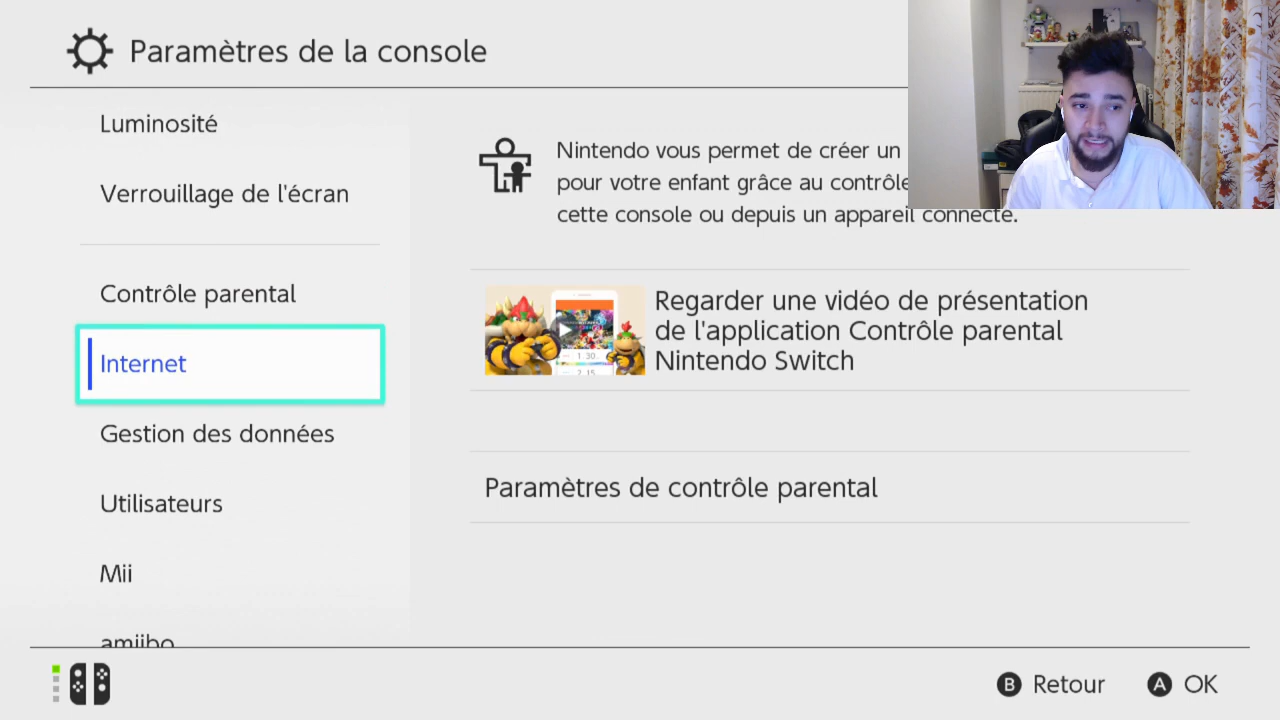 Paramètres de la console
Luminosité
Verrouillage de l'écran
Contrôle parental
Internet
Gestion des données
Utilisateurs
Mii
amiibo
Nintendo vous permet de créer un
pour votre enfant grâce au contrôle
cette console ou depuis un appareil connecté.
Regarder une vidéo de présentation
de l'application Contrôle parental
Nintendo Switch
Paramètres de contrôle parental
B Retour
A OK